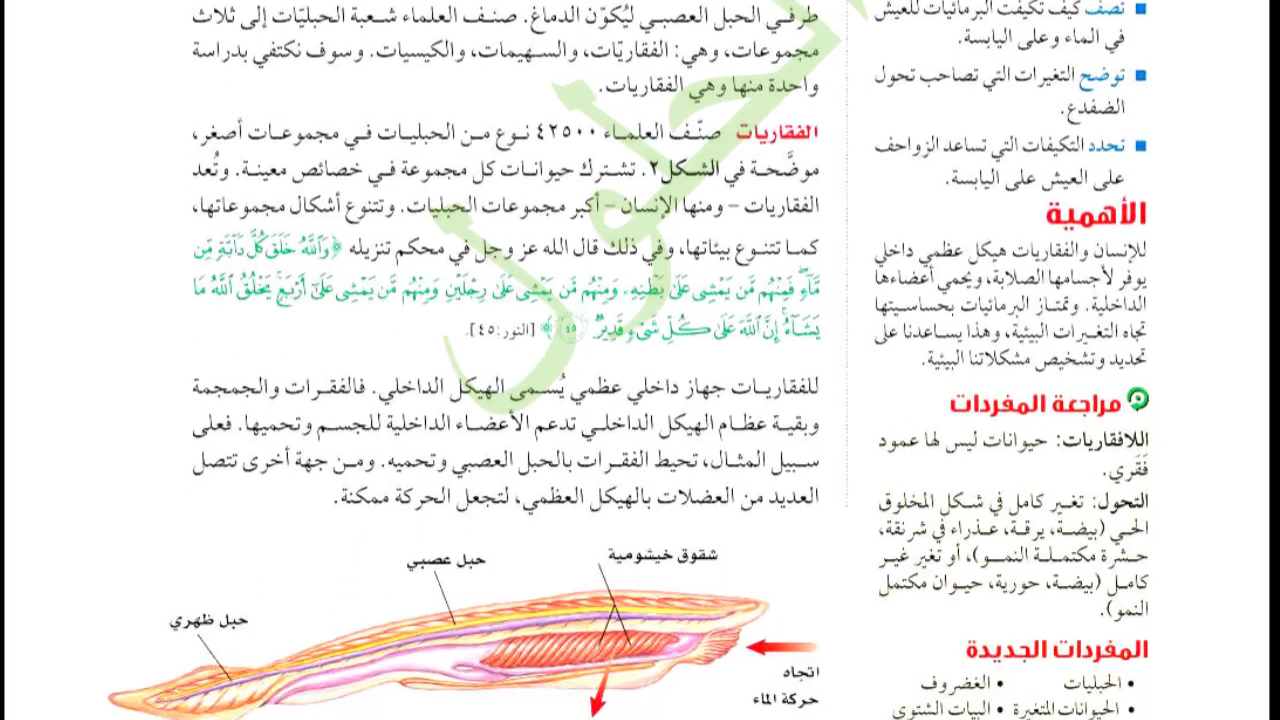 تصف كيف تكيفت البرمائيات للعيش
في الماء وعلى اليابسة.
توضح التغيرات التي تصاحب تحول
الضفدع.
تحدد التكيفات التي تساعد الزواحف
على العيش على اليابسة.
الأهمية
للإنسان والفقاريات هيكل عظمي داخلي
يوفر لأجسامها الصلابة، ويحمي أعضاءها
الداخلية. وتمتاز البرمائيات بحساسيتها
تجاه التغيرات البيئية، وهذا يساعدنا على
تحديد وتشخيص مشكلاتنا البيئية.
مراجعة المفردات
اللافقاريات: حيوانات ليس لها عمود
فَقَري.
التحول: تغير كامل في شكل المخلوق
الحي (بيضة، يرقة، عذراء في شرنقة،
حشرة مكتملة النمو)، أو تغير غير
كامل (بيضة، حورية، حيوان مكتمل
النمو).
المفردات الجديدة
• الحبليات • الغضروف
• الحيوانات المتغيرة • البيات الشتوي
طرفي الحبل العصبي ليُكوّن الدماغ. صنف العلماء شعبة الحبليّات إلى ثلاث
مجموعات، وهي: الفقاريّات، والسهيمات، والكيسيات. وسوف نكتفي بدراسة
واحدة منها وهي الفقاريات.
الفقاريات صنّف العلماء ٤٢٥٠٠ نوع من الحبليات في مجموعات أصغر،
موضَّحة في الشكل ٢. تشترك حيوانات كل مجموعة في خصائص معينة. وتُعد
الفقاريات – ومنها الإنسان – أكبر مجموعات الحبليات. وتتنوع أشكال مجموعاتها،
كما تتنوع بيئاتها، وفي ذلك قال الله عز وجل في محكم تنزيله ﴿وَٱللَّهُ خَلَقَ كُلَّ دَآبَّةٍ مِّن
مَّآءٍ ۖ فَمِنْهُم مَّن يَمْشِى عَلَىٰ بَطْنِهِۦ وَمِنْهُم مَّن يَمْشِى عَلَىٰ رِجْلَيْنِ وَمِنْهُم مَّن يَمْشِى عَلَىٰٓ أَرْبَعٍ ۚ يَخْلُقُ ٱللَّهُ مَا
يَشَآءُ ۚ إِنَّ ٱللَّهَ عَلَىٰ كُلِّ شَىْءٍ قَدِيرٌ ٤٥﴾ [النور: ٤٥].
للفقاريات جهاز داخلي عظمي يُسمى الهيكل الداخلي. فالفقرات والجمجمة
وبقية عظام الهيكل الداخلي تدعم الأعضاء الداخلية للجسم وتحميها. فعلى
سبيل المثال، تحيط الفقرات بالحبل العصبي وتحميه. ومن جهة أخرى تتصل
العديد من العضلات بالهيكل العظمي، لتجعل الحركة ممكنة.
شقوق خيشومية
حبل عصبي
حبل ظهري
اتجاه
حركة الماء
حلول